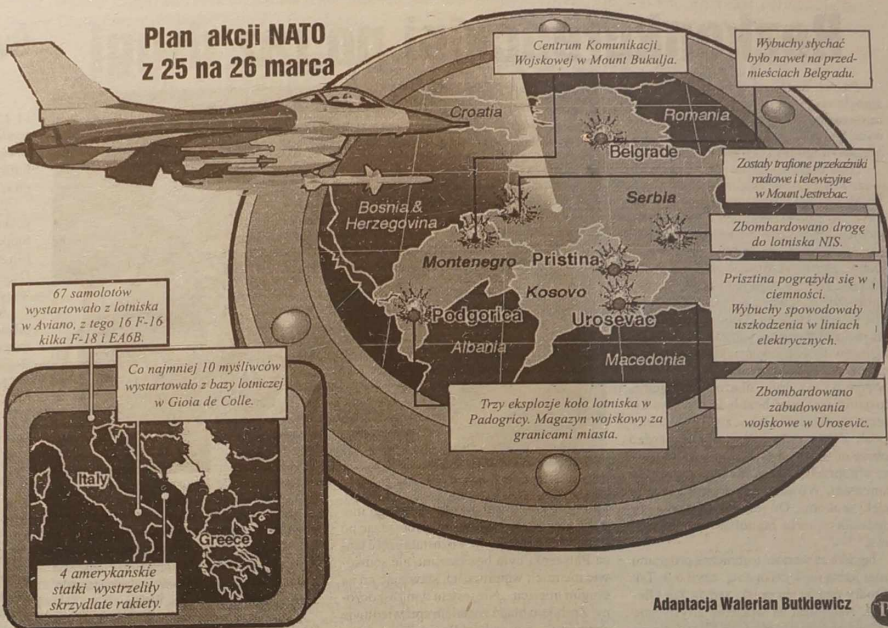 Plan akcji NATO
z 25 na 26 marca
Centrum Komunikacji
Wojskowej w Mount Bukulja.
Wybuchy słychać
było nawet na przed-
mieściach Belgradu.
Croatia
Romania
Belgrade
Zostały trafione przekaźniki
radiowe i telewizyjne
w Mount Jestrebac.
Bosnia &
Herzegovina
Serbia
Zbombardowano drogę
do lotniska NIS.
Montenegro
Pristina
Kosovo
Prisztina pogrążyła się w
ciemności.
Wybuchy spowodowały
uszkodzenia w liniach
elektrycznych.
Podgorica
Urosevac
Albania
Macedonia
67 samolotów
wystartowało z lotniska
w Aviano, z tego 16 F-16
kilka F-18 i EA6B.
Co najmniej 10 myśliwców
wystartowało z bazy lotniczej
w Gioia de Colle.
Trzy eksplozje koło lotniska w
Padogricy. Magazyn wojskowy za
granicami miasta.
Zbombardowano
zabudowania
wojskowe w Urosevic.
Italy
Greece
4 amerykańskie
statki wystrzeliły
skrzydlate rakiety.
Adaptacja Walerian Butkiewicz